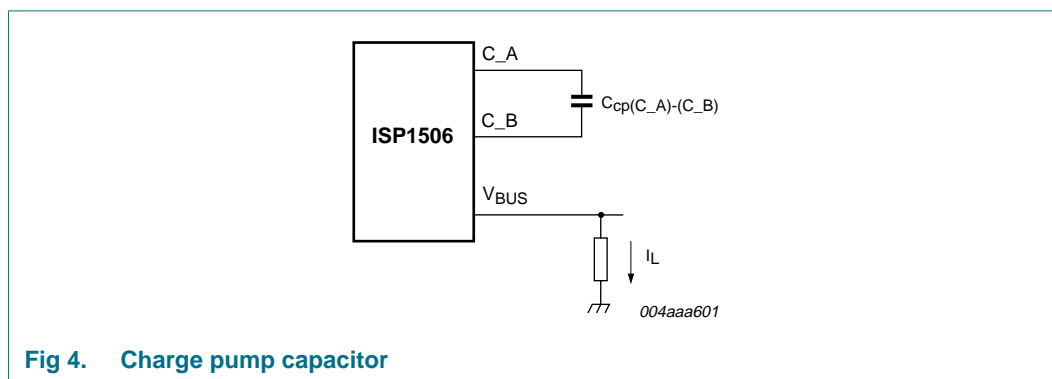 C_A
Ccp(C_A)-(C_B)
C_B
ISP1506
VBUS
IL
004aaa601
Fig 4. Charge pump capacitor